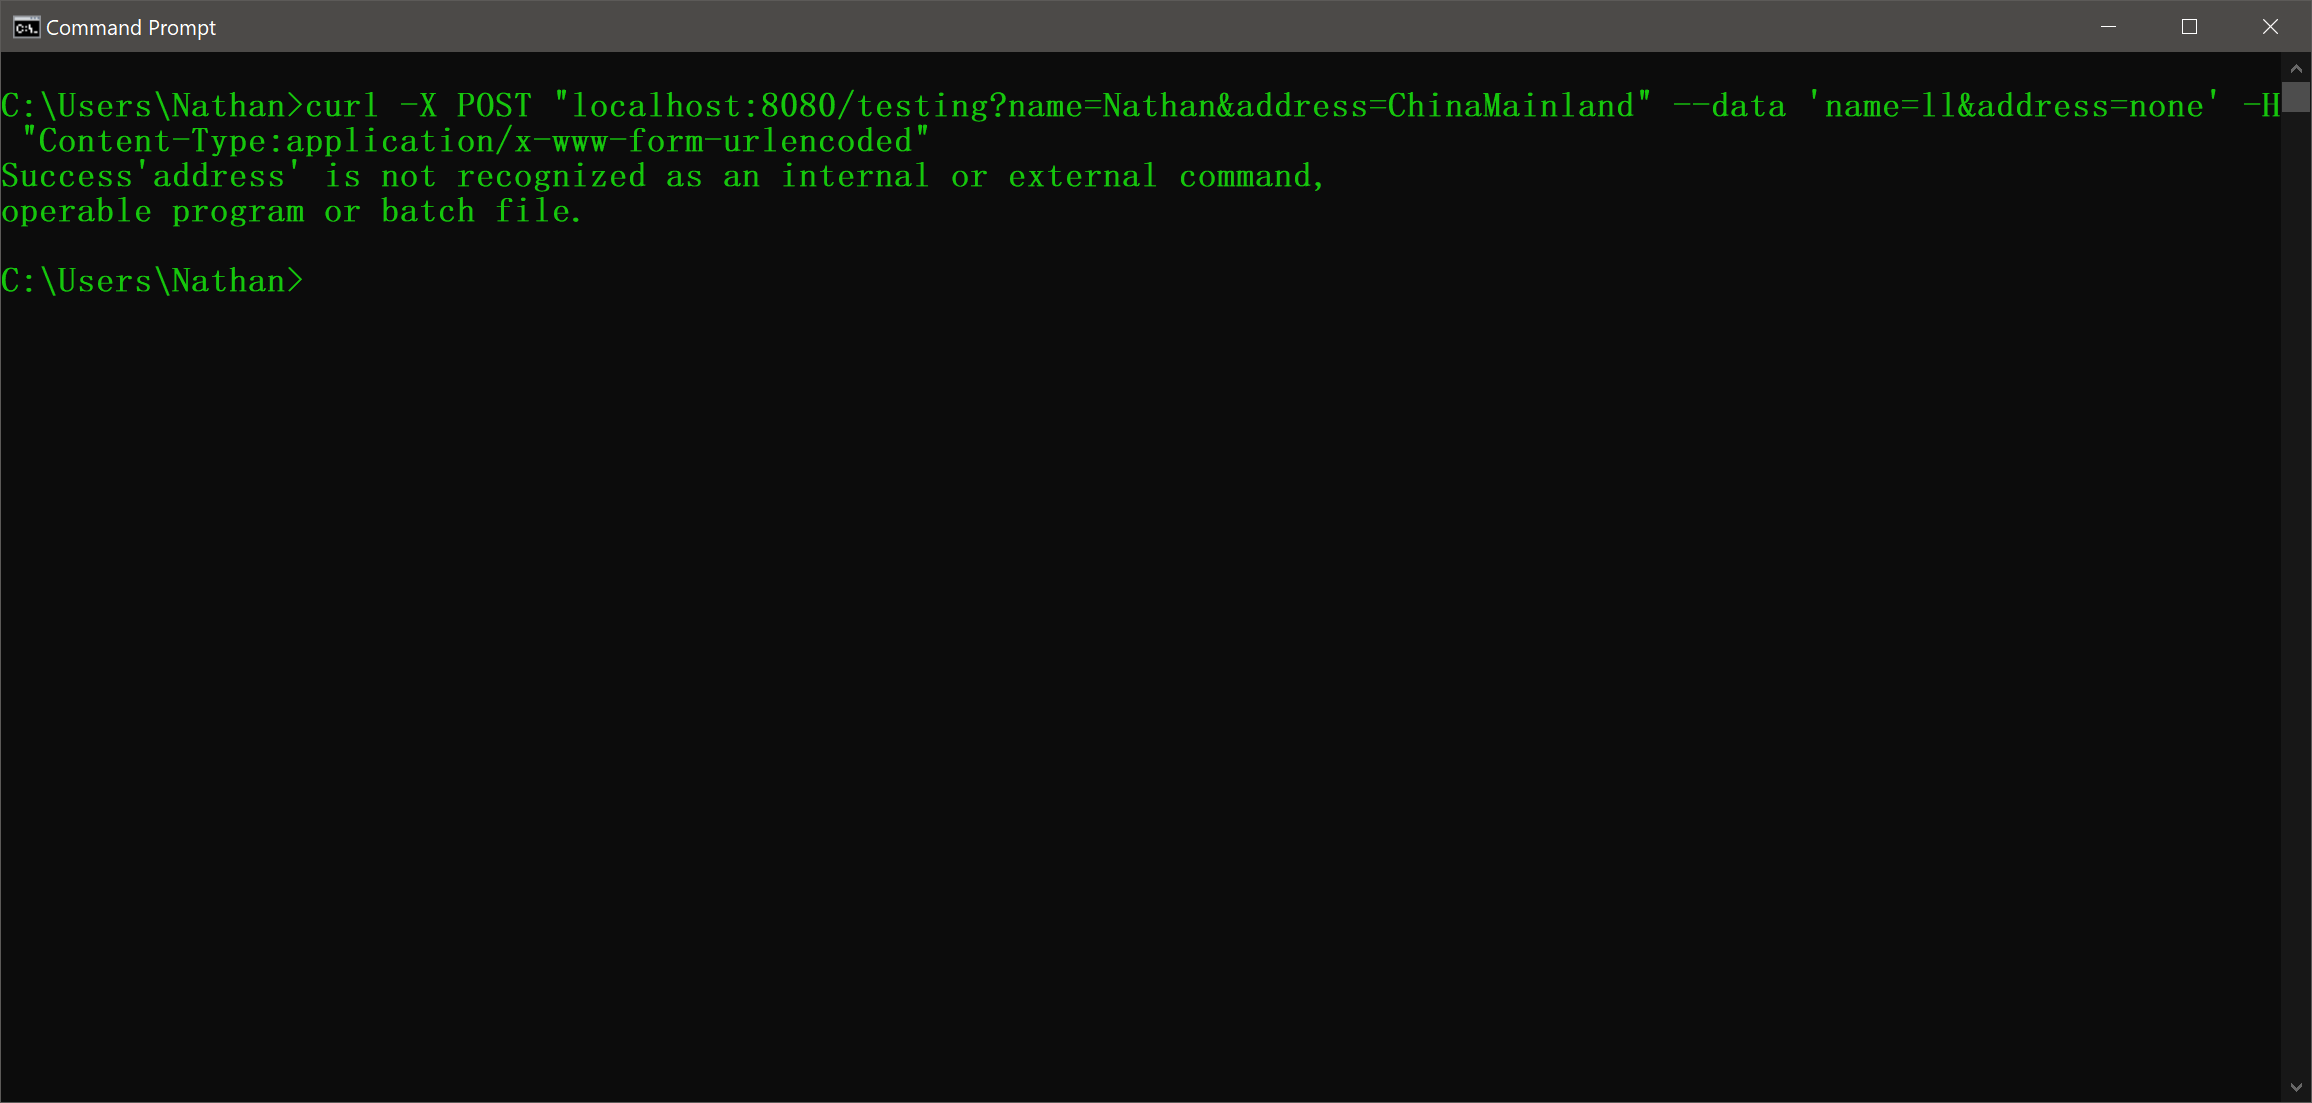 Command Prompt
C:\Users\Nathan>curl -X POST "localhost:8080/testing?name=Nathan&address=ChinaMainland" --data 'name=ll&address=none' -H
"Content-Type:application/x-www-form-urlencoded"
Success'address' is not recognized as an internal or external command,
operable program or batch file.
C:\Users\Nathan>